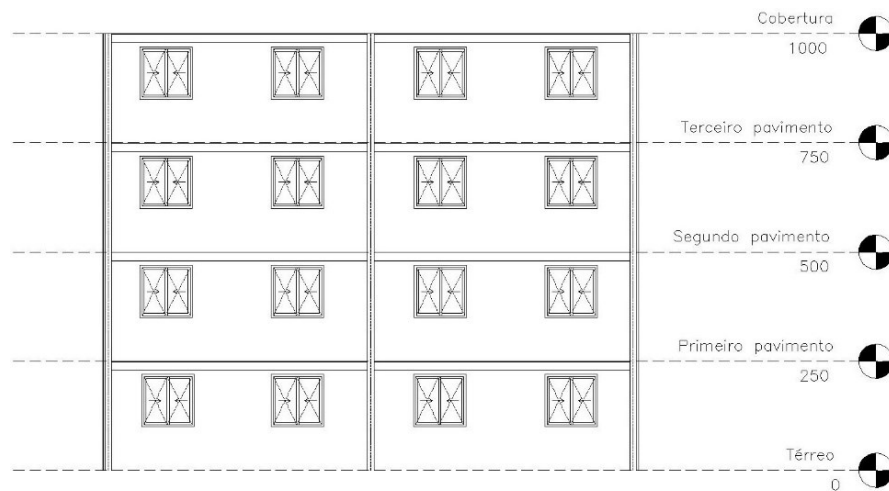 Cobertura
1000
Terceiro pavimento
750
Segundo pavimento
500
Primeiro pavimento
250
Térreo
0